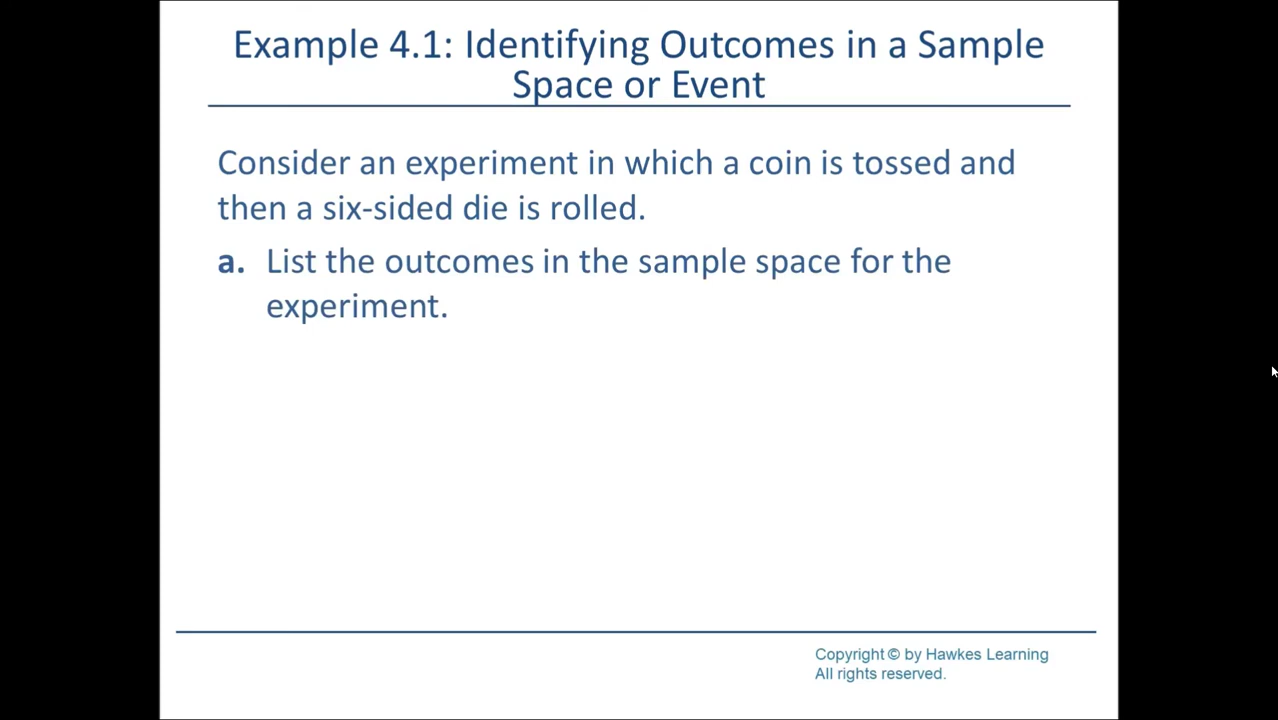 Example 4.1: Identifying Outcomes in a Sample
Space or Event
Consider an experiment in which a coin is tossed and
then a six-sided die is rolled.
a. List the outcomes in the sample space for the
experiment.
Copyright © by Hawkes Learning
All rights reserved.